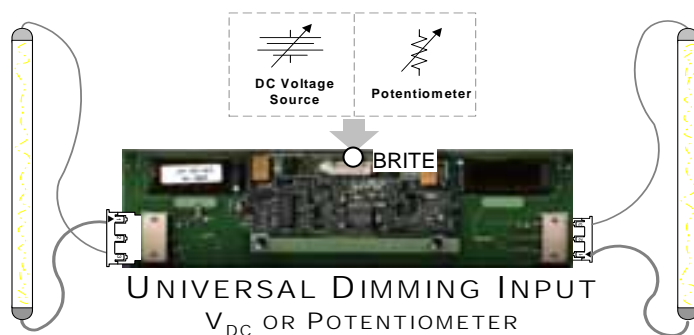 DC Voltage
Source
Potentiometer
BRITE
UNIVERSAL DIMMING INPUT
VDC OR POTENTIOMETER